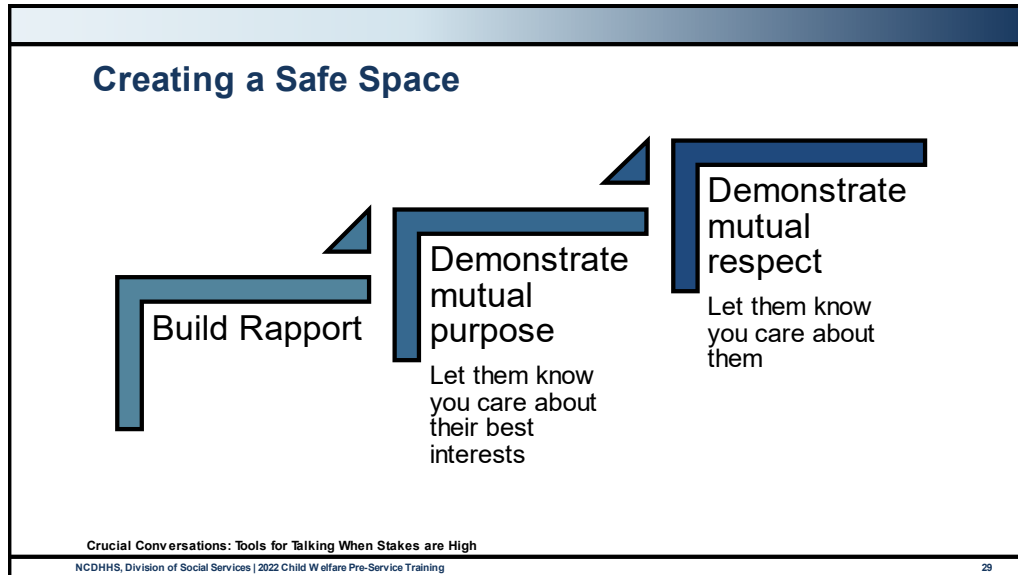 Creating a Safe Space
Build Rapport
Demonstrate
mutual
purpose
Let them know
you care about
their best
interests
Demonstrate
mutual
respect
Let them know
you care about
them
Crucial Conversations: Tools for Talking When Stakes are High
NCDHHS, Division of Social Services | 2022 Child Welfare Pre-Service Training
29